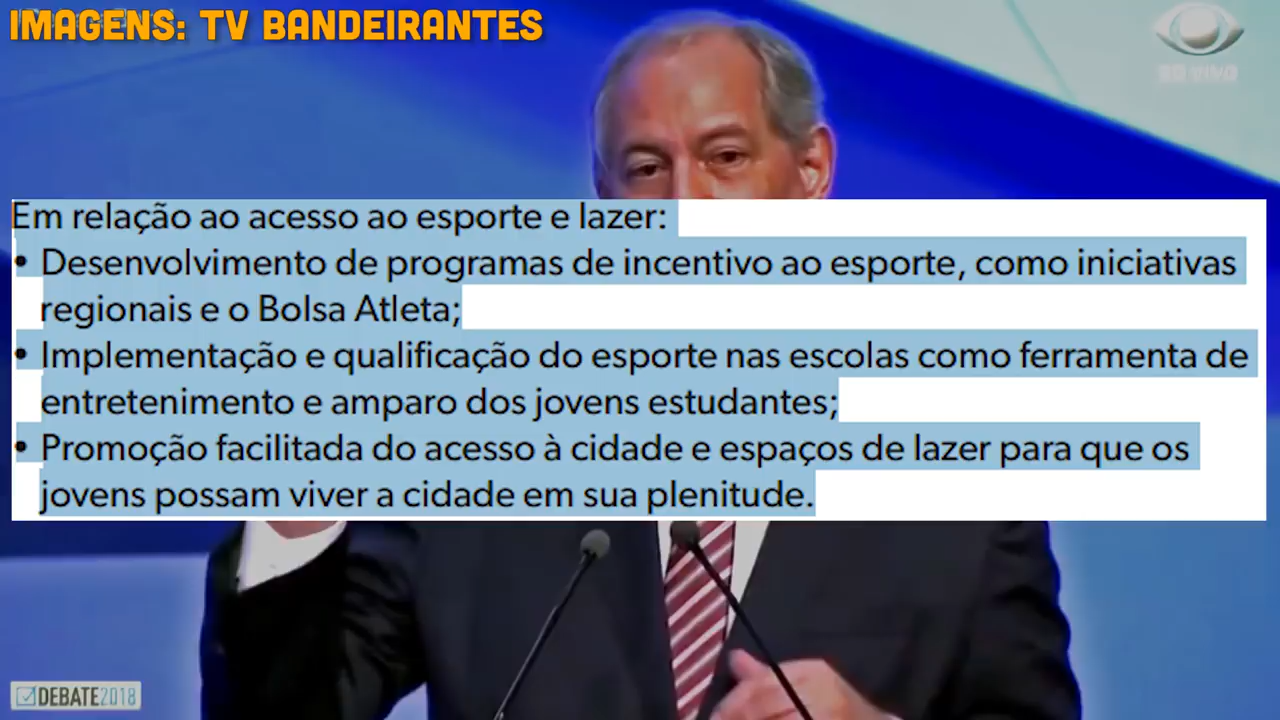 IMAGENS: TV BANDEIRANTES
AO VIVO
Em relação ao acesso ao esporte e lazer:
• Desenvolvimento de programas de incentivo ao esporte, como iniciativas
regionais e o Bolsa Atleta;
• Implementação e qualificação do esporte nas escolas como ferramenta de
entretenimento e amparo dos jovens estudantes;
• Promoção facilitada do acesso à cidade e espaços de lazer para que os
jovens possam viver a cidade em sua plenitude.
DEBATE2018